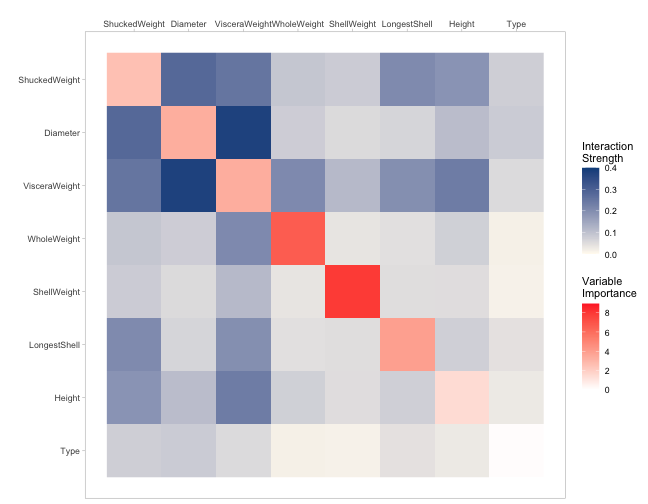 ShuckedWeight Diameter VisceraWeight WholeWeight ShellWeight LongestShell Height Type
ShuckedWeight
Diameter
VisceraWeight
WholeWeight
ShellWeight
LongestShell
Height
Type
Interaction
Strength
0.4
0.3
0.2
0.1
0.0
Variable
Importance
8
6
4
2
0